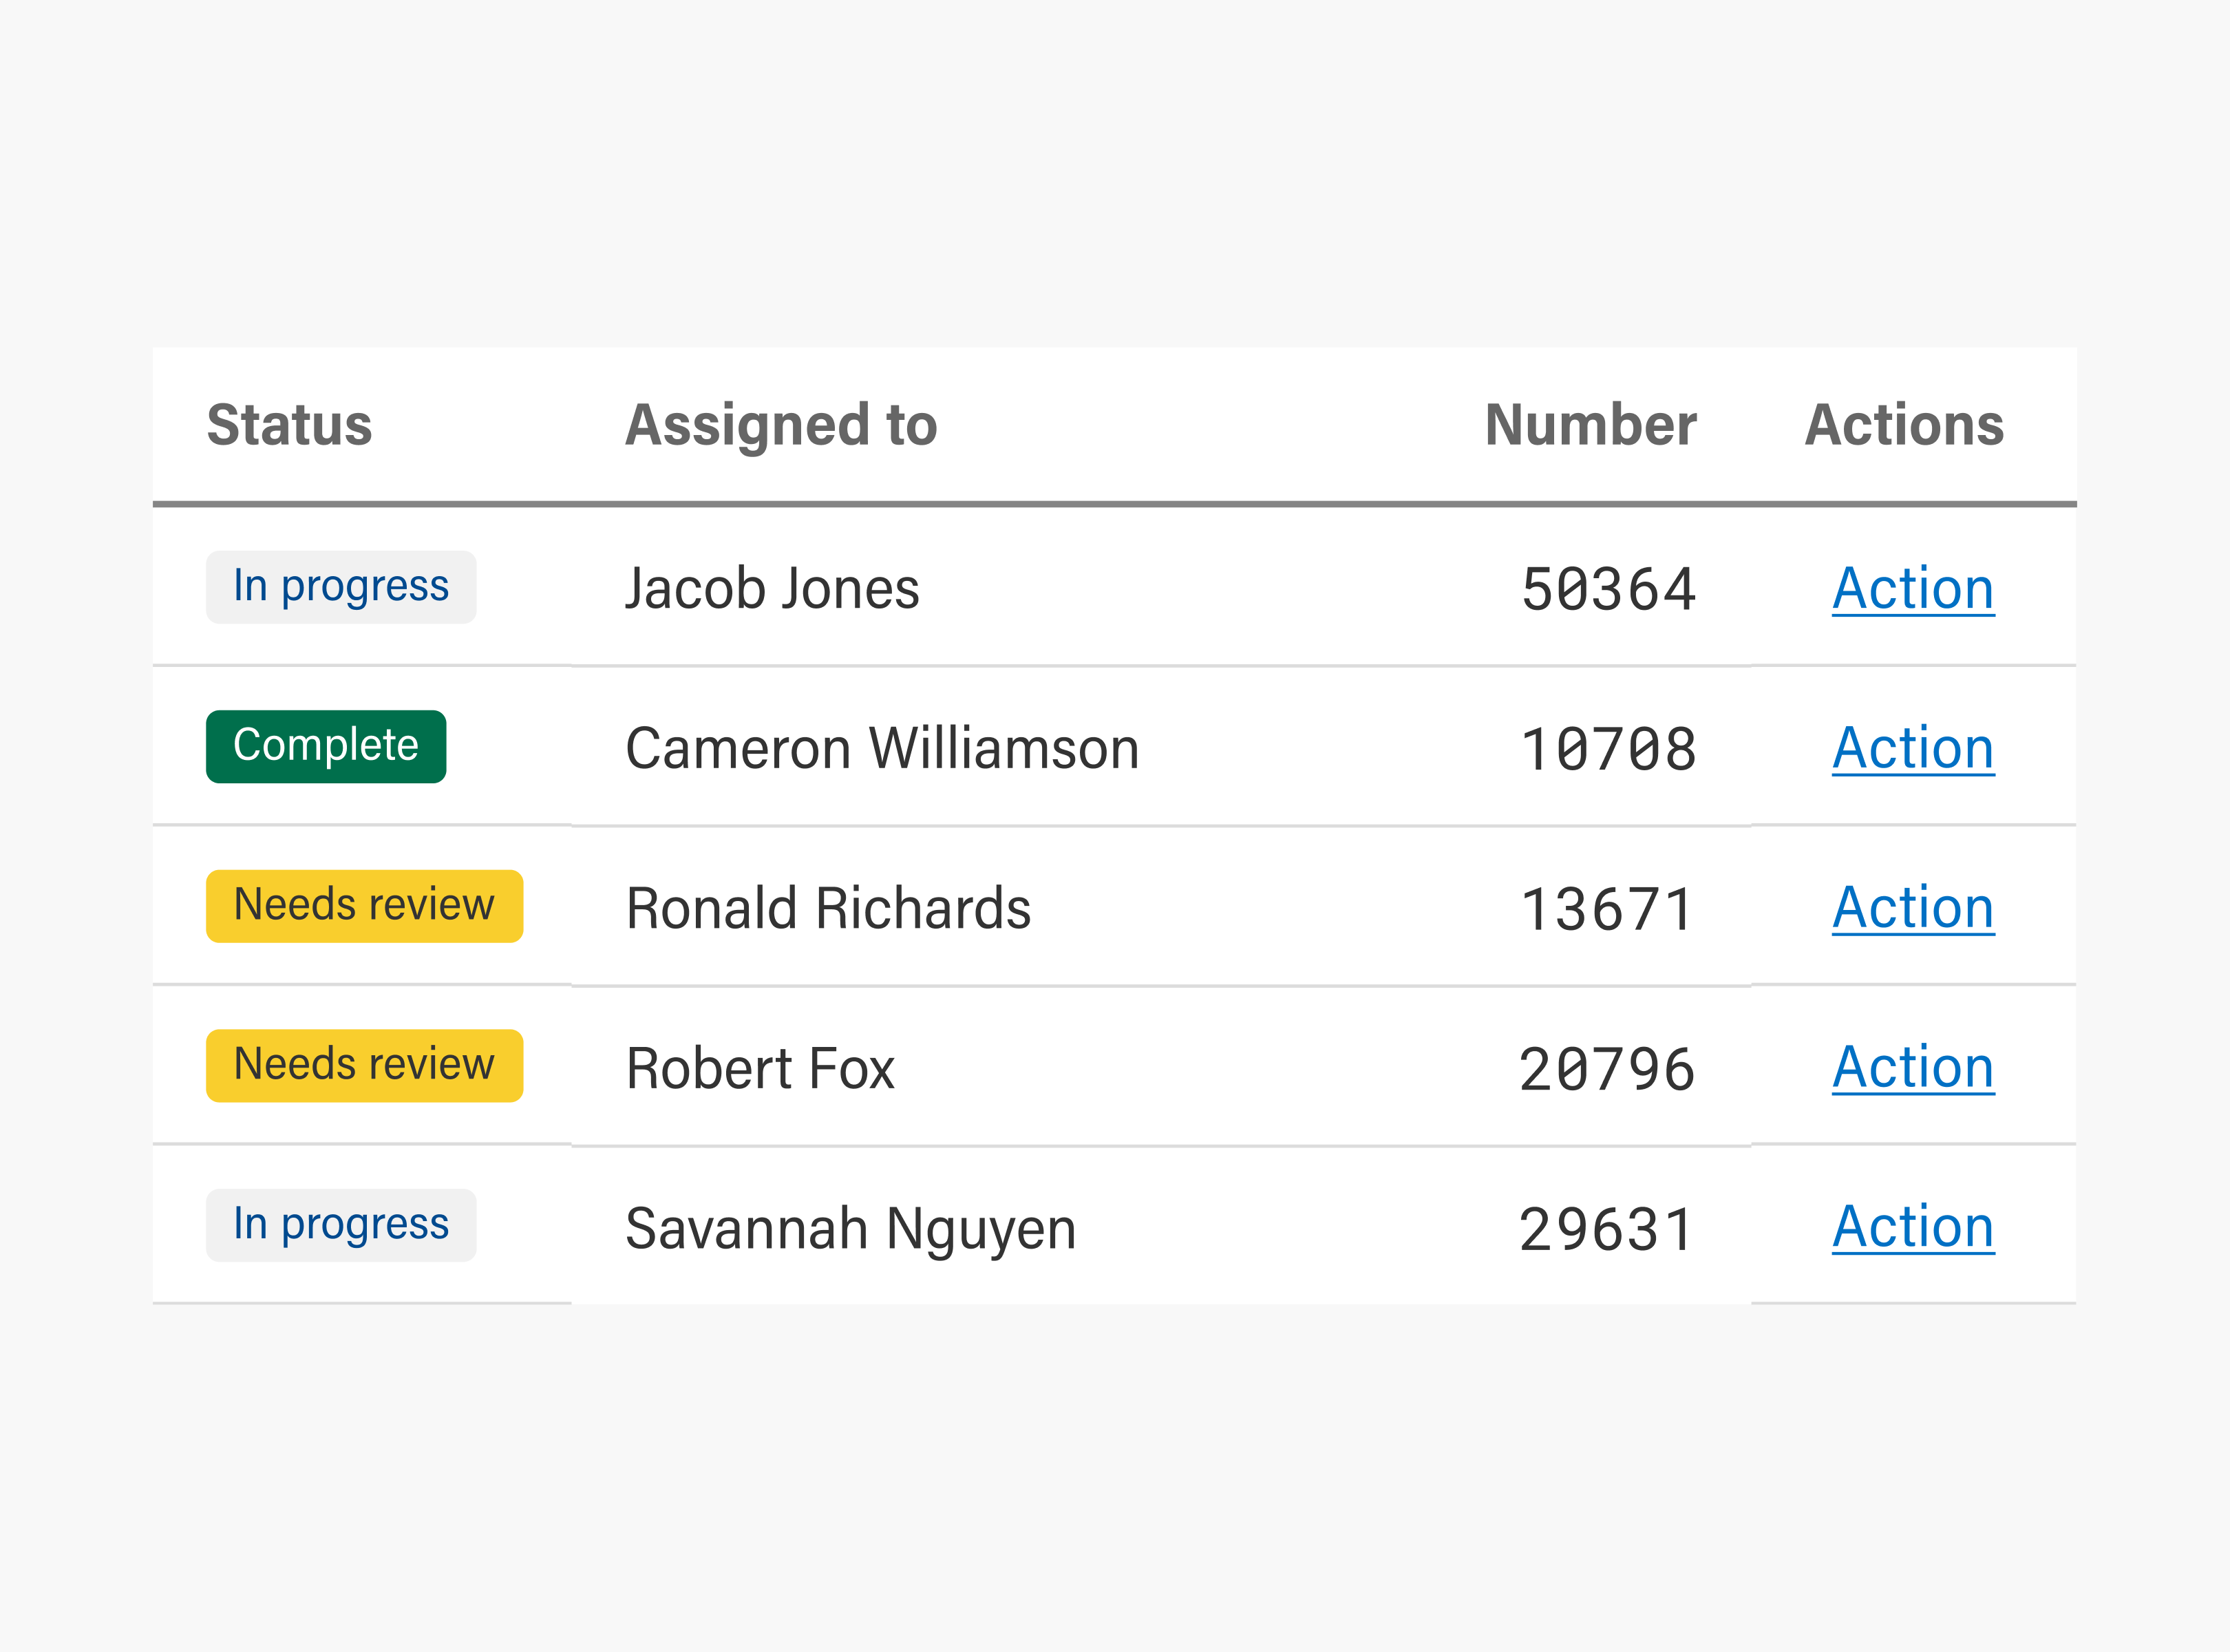 Status Assigned to Number Actions
In progress Jacob Jones 50364 Action
Complete Cameron Williamson 10708 Action
Needs review Ronald Richards 13671 Action
Needs review Robert Fox 20796 Action
In progress Savannah Nguyen 29631 Action